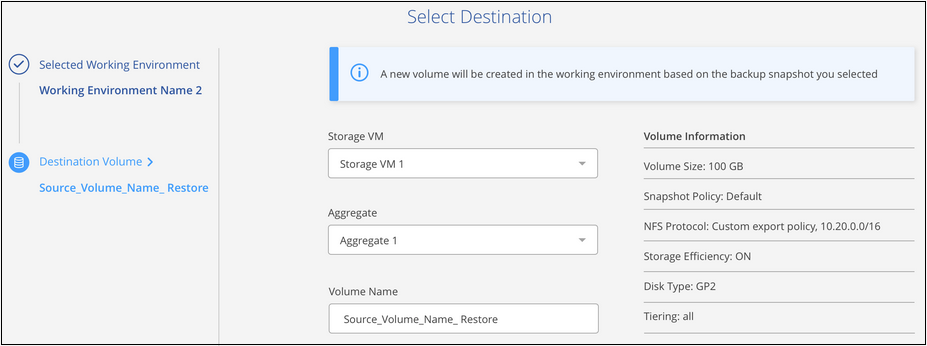 Select Destination
Selected Working Environment
Working Environment Name 2
Destination Volume >
Source_Volume_Name_ Restore
A new volume will be created in the working environment based on the backup snapshot you selected
Storage VM
Storage VM 1
Aggregate
Aggregate 1
Volume Name
Source_Volume_Name_ Restore
Volume Information
Volume Size: 100 GB
Snapshot Policy: Default
NFS Protocol: Custom export policy, 10.20.0.0/16
Storage Efficiency: ON
Disk Type: GP2
Tiering: all